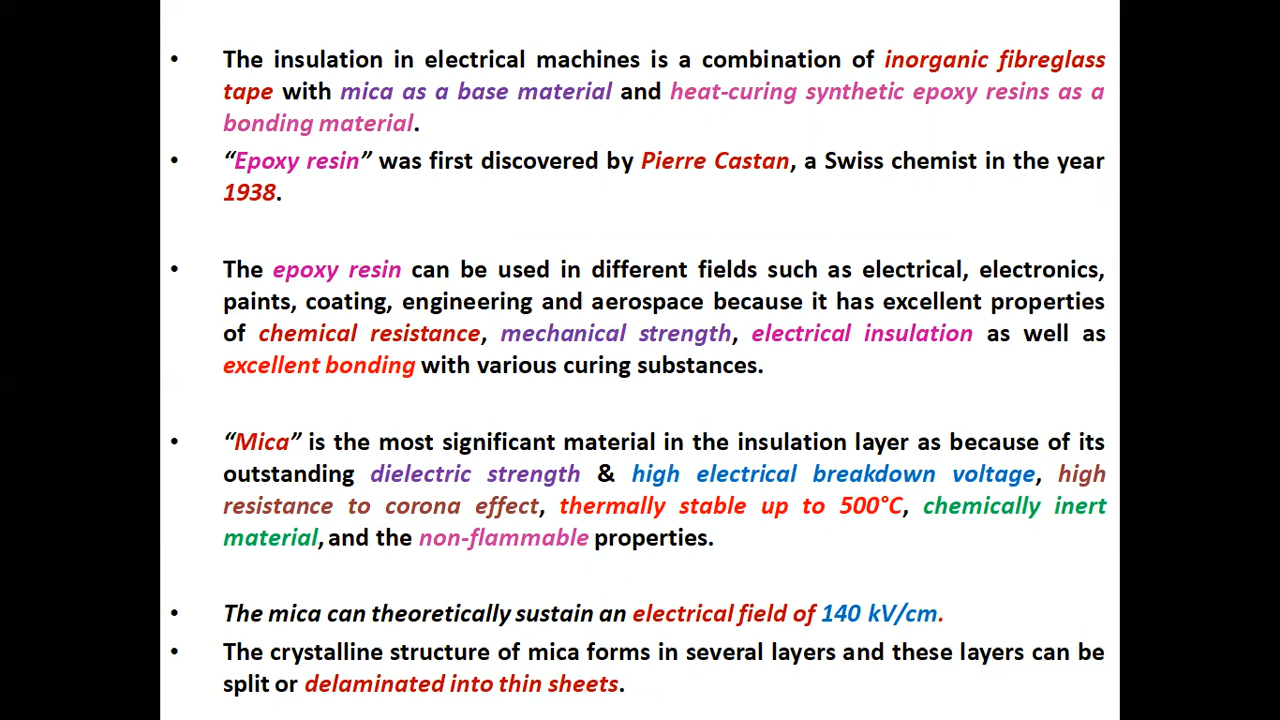 • The insulation in electrical machines is a combination of inorganic fibreglass
tape with mica as a base material and heat-curing synthetic epoxy resins as a
bonding material.
• “Epoxy resin” was first discovered by Pierre Castan, a Swiss chemist in the year
1938.
• The epoxy resin can be used in different fields such as electrical, electronics,
paints, coating, engineering and aerospace because it has excellent properties
of chemical resistance, mechanical strength, electrical insulation as well as
excellent bonding with various curing substances.
• “Mica” is the most significant material in the insulation layer as because of its
outstanding dielectric strength & high electrical breakdown voltage, high
resistance to corona effect, thermally stable up to 500°C, chemically inert
material, and the non-flammable properties.
• The mica can theoretically sustain an electrical field of 140 kV/cm.
• The crystalline structure of mica forms in several layers and these layers can be
split or delaminated into thin sheets.